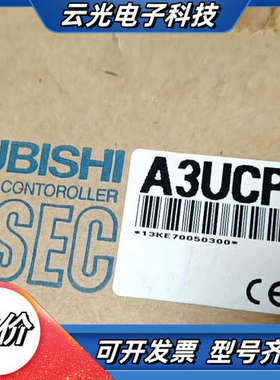 云光电子科技
UBISHI
CONTOROLLER
SEC
A3UCP
*13KE70050300*
CE
价
可开发票 型号齐